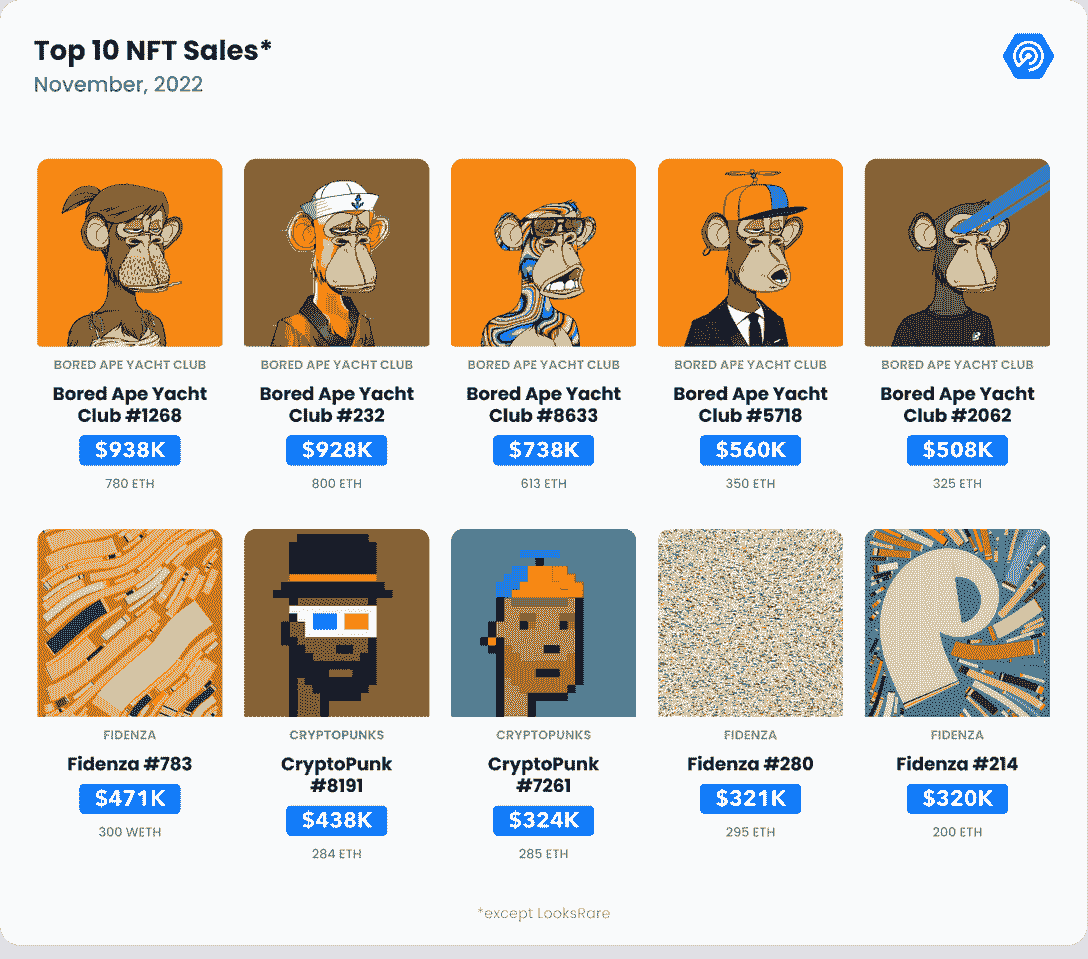 Top 10 NFT Sales*
November, 2022
BORED APE YACHT CLUB
Bored Ape Yacht
Club #1268
$938K
780 ETH
BORED APE YACHT CLUB
Bored Ape Yacht
Club #232
$928K
800 ETH
BORED APE YACHT CLUB
Bored Ape Yacht
Club #8633
$738K
613 ETH
BORED APE YACHT CLUB
Bored Ape Yacht
Club #5718
$560K
350 ETH
BORED APE YACHT CLUB
Bored Ape Yacht
Club #2062
$508K
325 ETH
FIDENZA
Fidenza #783
$471K
300 WETH
CRYPTOPUNKS
CryptoPunk
#8191
$438K
284 ETH
CRYPTOPUNKS
CryptoPunk
#7261
$324K
285 ETH
FIDENZA
Fidenza #280
$321K
295 ETH
FIDENZA
Fidenza #214
$320K
200 ETH
*except LooksRare